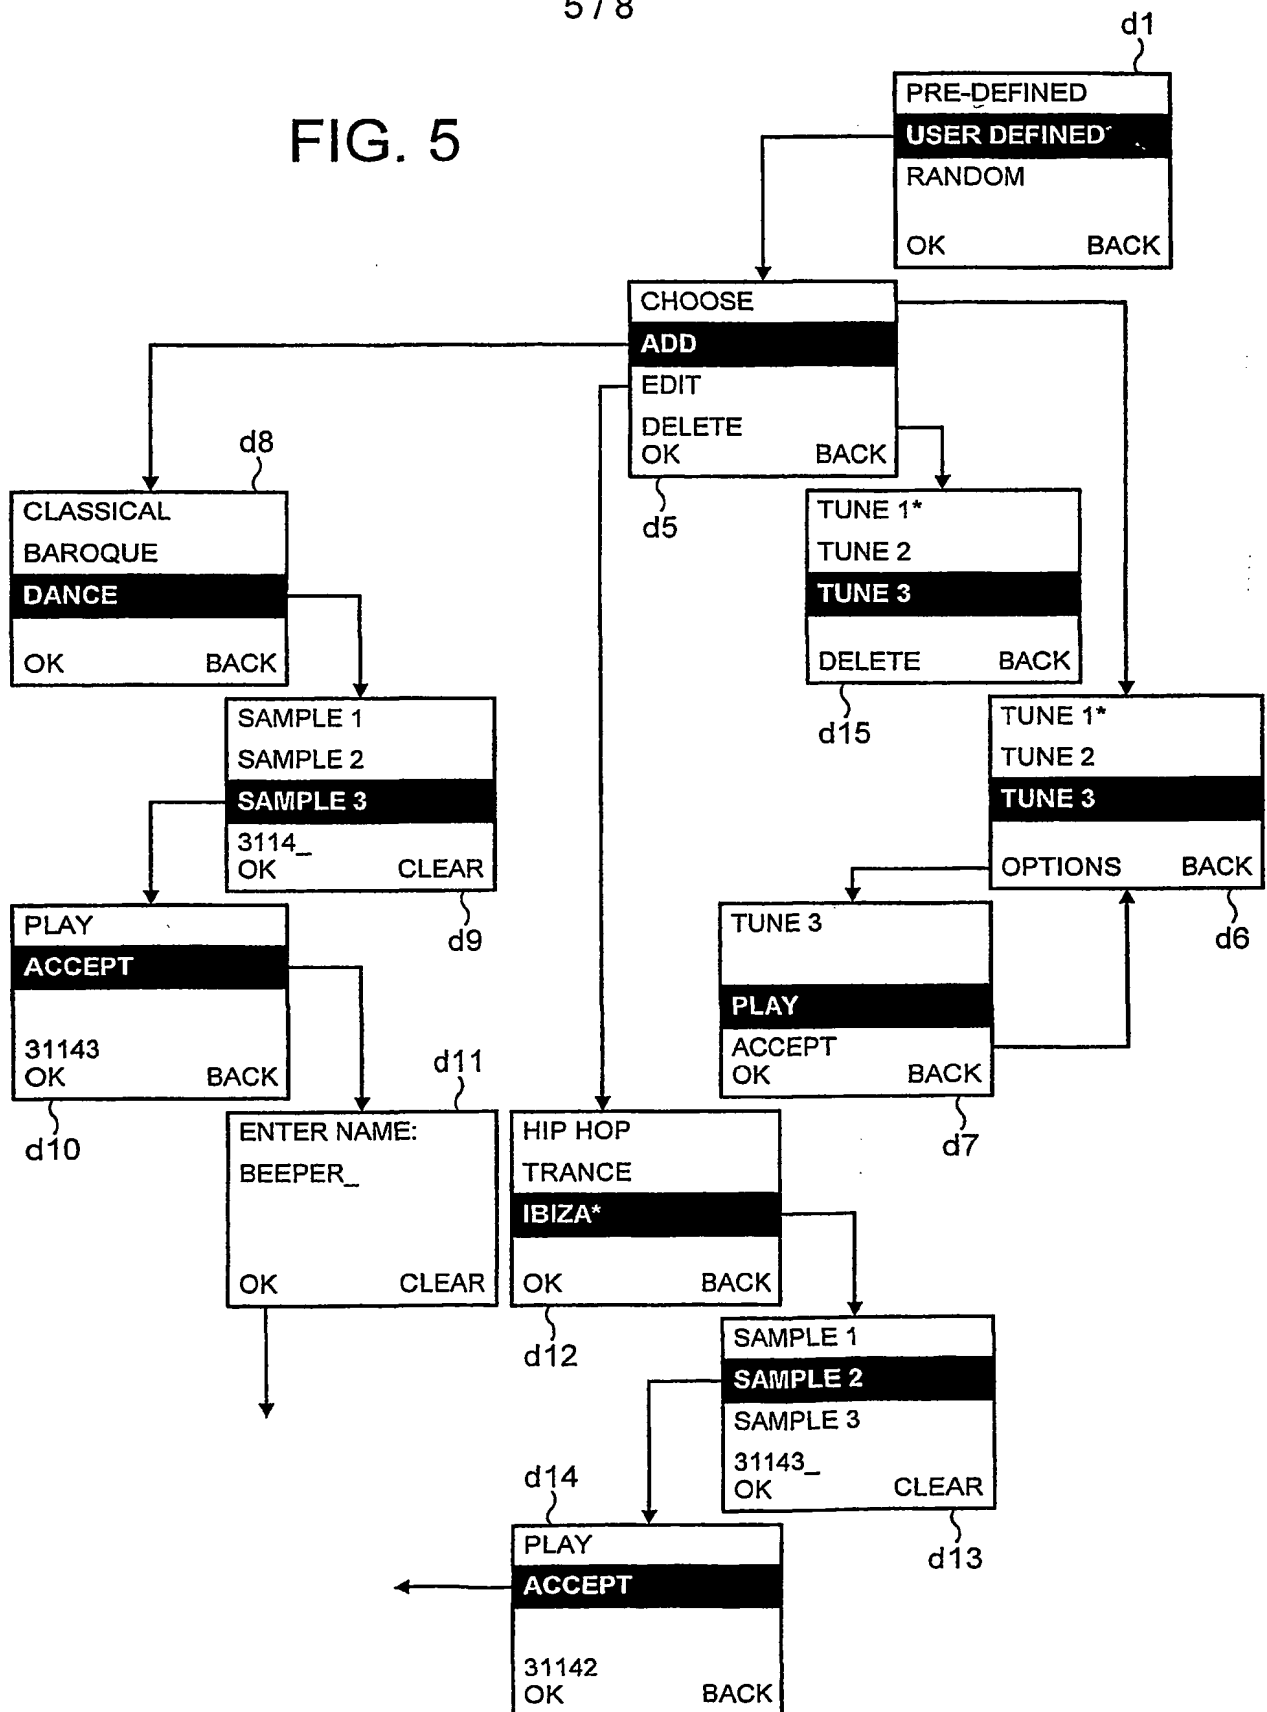 5 / 8
FIG. 5
d1
PRE-DEFINED
USER DEFINED*
RANDOM
OK BACK
CHOOSE
ADD
EDIT
DELETE
OK BACK
d5
d8
CLASSICAL
BAROQUE
DANCE
OK BACK
TUNE 1*
TUNE 2
TUNE 3
DELETE BACK
d15
SAMPLE 1
SAMPLE 2
SAMPLE 3
3114_
OK CLEAR
d9
TUNE 1*
TUNE 2
TUNE 3
OPTIONS BACK
d6
PLAY
ACCEPT
31143
OK BACK
d10
TUNE 3
PLAY
ACCEPT
OK BACK
d7
d11
ENTER NAME:
BEEPER_
OK CLEAR
HIP HOP
TRANCE
IBIZA*
OK BACK
d12
SAMPLE 1
SAMPLE 2
SAMPLE 3
31143_
OK CLEAR
d13
d14
PLAY
ACCEPT
31142
OK BACK